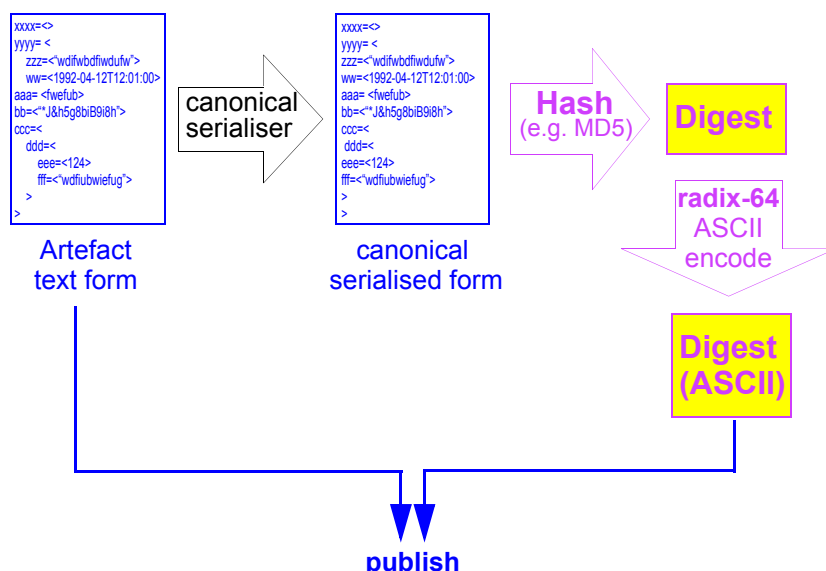 xxxx=<>
yyyy= <
zzz=<“wdifwbdfiwdufw”>
ww=<1992-04-12T12:01:00>
aaa= <fwefub>
bb=<“*J&h5g8biB9i8h”>
ccc=<
ddd=<
eee=<124>
fff=<“wdfiubwiefug”>
>
>
Artefact
text form
canonical
serialiser
xxxx=<>
yyyy= <
zzz=<“wdifwbdfiwdufw”>
ww=<1992-04-12T12:01:00>
aaa= <fwefub>
bb=<“*J&h5g8biB9i8h”>
ccc=<
ddd=<
eee=<124>
fff=<“wdfiubwiefug”>
>
>
canonical
serialised form
Hash
(e.g. MD5)
Digest
radix-64
ASCII
encode
Digest
(ASCII)
publish